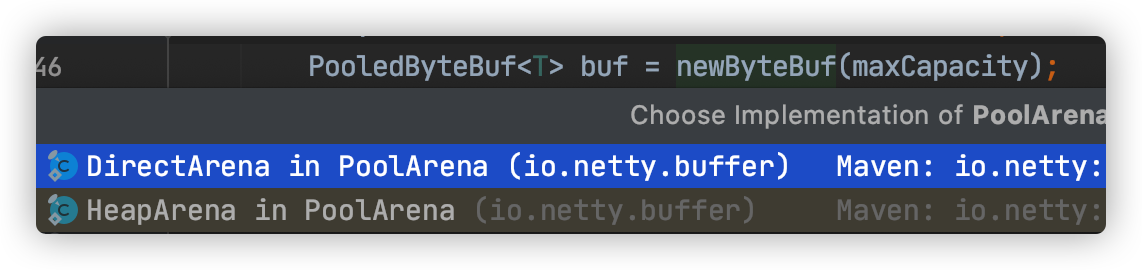 46 PooledByteBuf<T> buf = newByteBuf(maxCapacity);
Choose Implementation of PoolArena
DirectArena in PoolArena (io.netty.buffer) Maven: io.netty:
HeapArena in PoolArena (io.netty.buffer) Maven: io.netty: